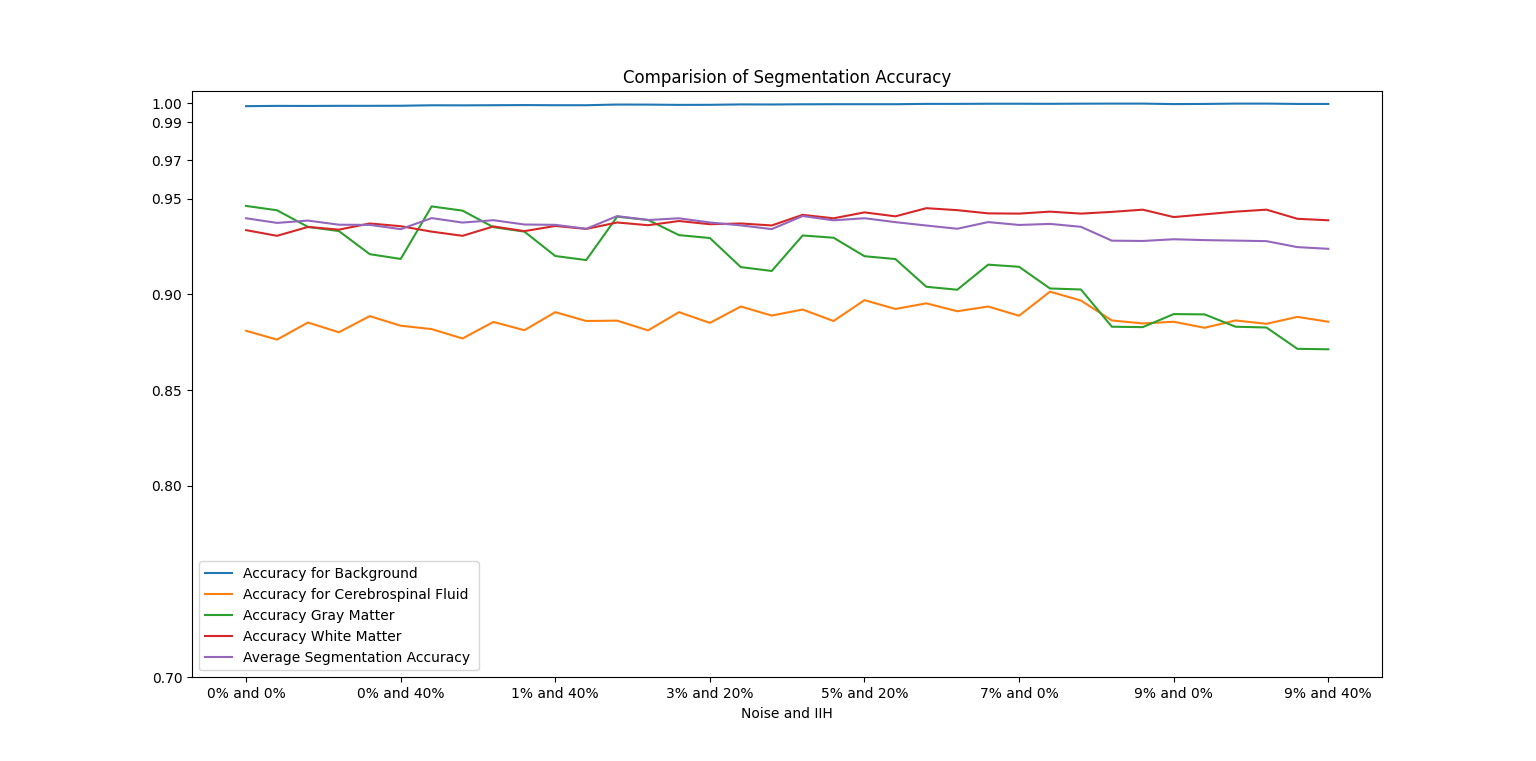 Comparision of Segmentation Accuracy
1.00
0.99
0.97
0.95
0.90
0.85
0.80
0.70
Accuracy for Background
Accuracy for Cerebrospinal Fluid
Accuracy Gray Matter
Accuracy White Matter
Average Segmentation Accuracy
0% and 0% 0% and 40% 1% and 40% 3% and 20% 5% and 20% 7% and 0% 9% and 0% 9% and 40%
Noise and IIH